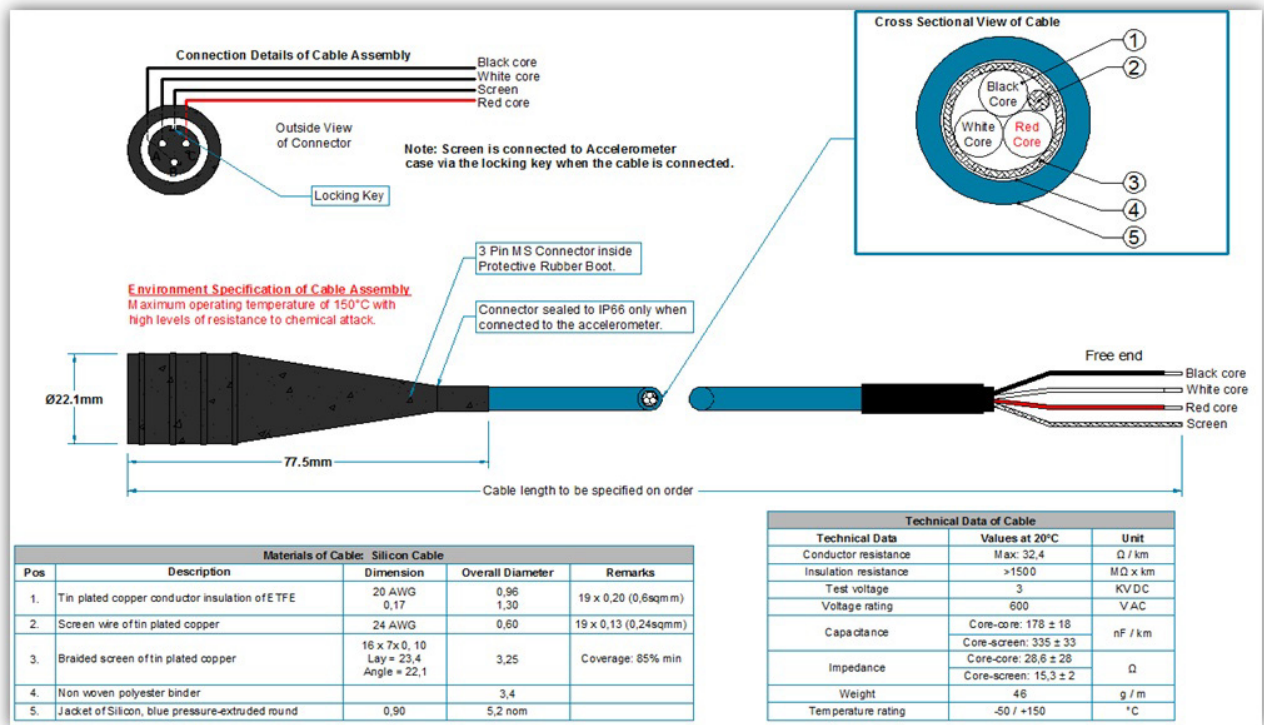 Connection Details of Cable Assembly
Black core
White core
Screen
Red core
Outside View
of Connector
A
B
C
Locking Key
Note: Screen is connected to Accelerometer
case via the locking key when the cable is connected.
Cross Sectional View of Cable
1
2
3
4
5
Black
Core
White
Core
Red
Core
3 Pin MS Connector inside
Protective Rubber Boot.
Environment Specification of Cable Assembly
Maximum operating temperature of 150°C with
high levels of resistance to chemical attack.
Connector sealed to IP66 only when
connected to the accelerometer.
Free end
Black core
White core
Red core
Screen
Ø22.1mm
77.5mm
Cable length to be specified on order
Materials of Cable: Silicon Cable
Pos Description Dimension Overall Diameter Remarks
1. Tin plated copper conductor insulation of ETFE 20 AWG 0,96 19 x 0,20 (0,6sqmm)
0,17 1,30
2. Screen wire of tin plated copper 24 AWG 0,60 19 x 0,13 (0,24sqmm)
3. Braided screen of tin plated copper 16 x 7x 0, 10 3,25 Coverage: 85% min
Lay = 23,4
Angle = 22,1
4. Non woven polyester binder 3,4
5. Jacket of Silicon, blue pressure-extruded round 0,90 5,2 nom
Technical Data of Cable
Technical Data Values at 20°C Unit
Conductor resistance Max: 32,4 Ω / km
Insulation resistance >1500 MΩ x km
Test voltage 3 KV DC
Voltage rating 600 V AC
Capacitance Core-core: 178 ± 18 nF / km
Core-screen: 335 ± 33
Impedance Core-core: 28,6 ± 28 Ω
Core-screen: 15,3 ± 2
Weight 46 g / m
Temperature rating -50 / +150 °C